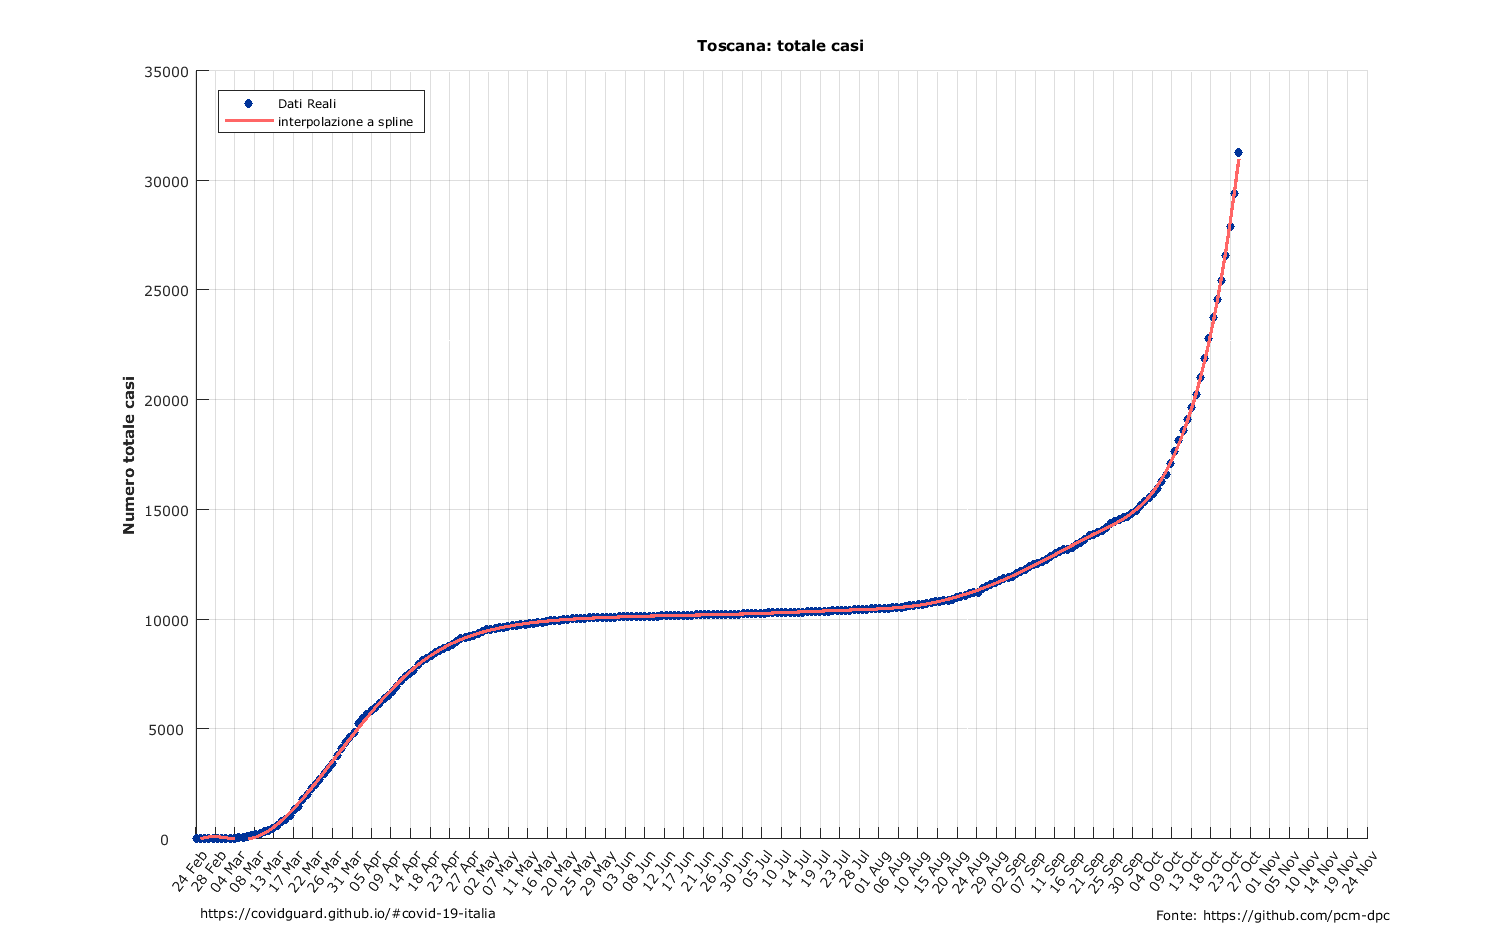 Toscana: totale casi
35000
30000
25000
20000
15000
10000
5000
0
Numero totale casi
Dati Reali
interpolazione a spline
24 Feb
28 Feb
04 Mar
08 Mar
13 Mar
17 Mar
22 Mar
26 Mar
31 Mar
05 Apr
09 Apr
14 Apr
18 Apr
23 Apr
27 Apr
02 May
07 May
11 May
16 May
20 May
25 May
29 May
03 Jun
08 Jun
12 Jun
17 Jun
21 Jun
26 Jun
30 Jun
05 Jul
10 Jul
14 Jul
19 Jul
23 Jul
28 Jul
01 Aug
06 Aug
10 Aug
15 Aug
20 Aug
24 Aug
29 Aug
02 Sep
07 Sep
11 Sep
16 Sep
21 Sep
25 Sep
30 Sep
04 Oct
09 Oct
13 Oct
18 Oct
23 Oct
27 Oct
01 Nov
05 Nov
10 Nov
14 Nov
19 Nov
24 Nov
https://covidguard.github.io/#covid-19-italia
Fonte: https://github.com/pcm-dpc